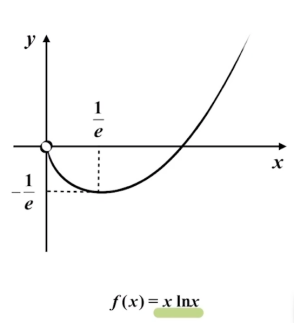 y
1/e
x
-1/e
f(x) = x lnx